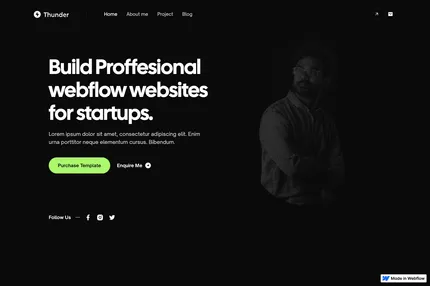 Thunder
Home About me Project Blog
Build Proffesional
webflow websites
for startups.
Lorem ipsum dolor sit amet, consectetur adipiscing elit. Enim
urna porttitor neque elementum cursus. Bibendum.
Purchase Template Enquire Me
Follow Us
Made in Webflow